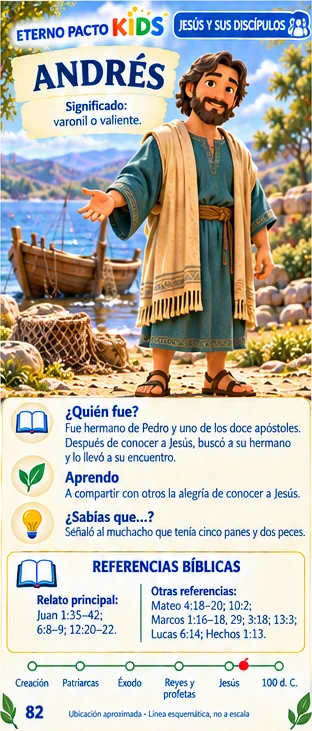 ETERNO PACTO KIDS
JESÚS Y SUS DISCÍPULOS
ANDRÉS
Significado:
varonil o valiente.
¿Quién fue?
Fue hermano de Pedro y uno de los doce apóstoles.
Después de conocer a Jesús, buscó a su hermano
y lo llevó a su encuentro.
Aprendo
A compartir con otros la alegría de conocer a Jesús.
¿Sabías que...?
Señaló al muchacho que tenía cinco panes y dos peces.
REFERENCIAS BÍBLICAS
Relato principal:
Juan 1:35–42;
6:8–9; 12:20–22.
Otras referencias:
Mateo 4:18–20; 10:2;
Marcos 1:16–18, 29; 3:18; 13:3;
Lucas 6:14; Hechos 1:13.
Creación
Patriarcas
Éxodo
Reyes y
profetas
Jesús
100 d. C.
82
Ubicación aproximada • Línea esquemática, no a escala